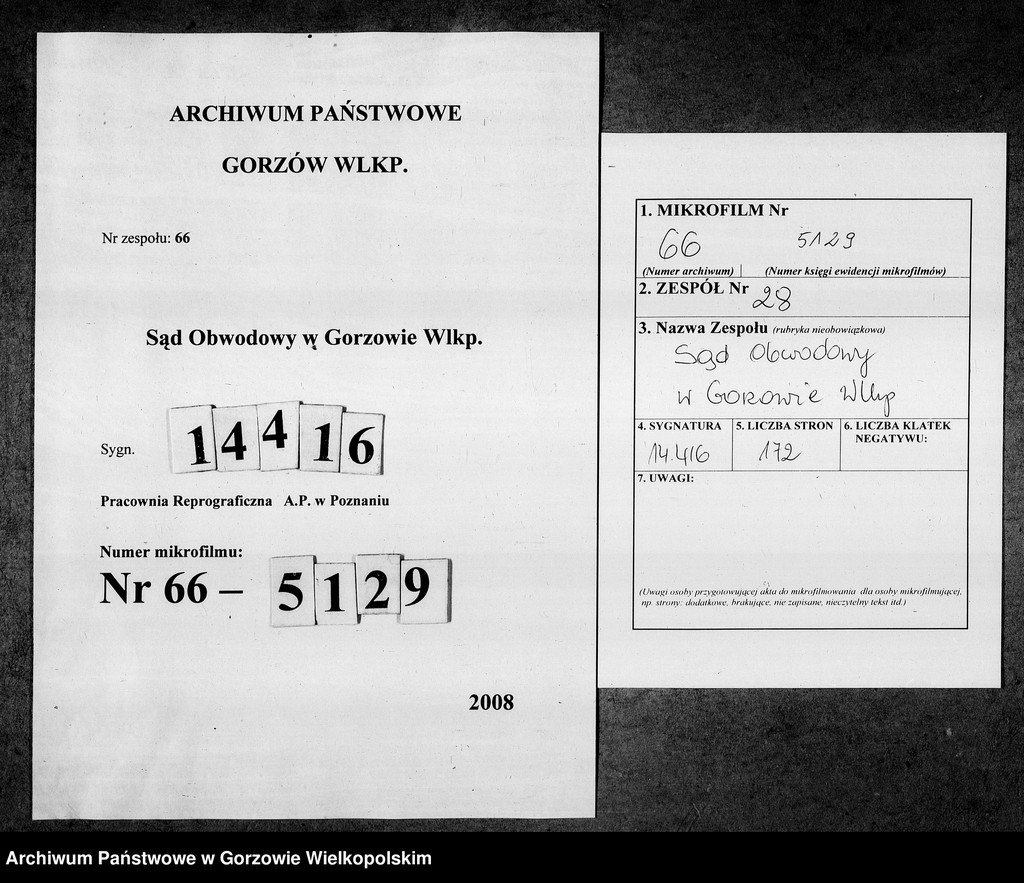 ARCHIWUM PAŃSTWOWE
GORZÓW WLKP.
Nr zespołu: 66
Sąd Obwodowy w Gorzowie Wlkp.
Sygn. 14416
Pracownia Reprograficzna A.P. w Poznaniu
Numer mikrofilmu:
Nr 66 – 5129
2008
1. MIKROFILM Nr
66 5129
(Numer archiwum) | (Numer księgi ewidencji mikrofilmów)
2. ZESPÓŁ Nr 28
3. Nazwa Zespołu (rubryka nieobowiązkowa)
Sąd Obwodowy
w Gorzowie Wlkp
4. SYGNATURA
14.416
5. LICZBA STRON
172
6. LICZBA KLATEK
NEGATYWU:
7. UWAGI:
(Uwagi osoby przygotowującej akta do mikrofilmowania dla osoby mikrofilmującej,
np. strony: dodatkowe, brakujące, nie zapisane, nieczytelny tekst itd.)
Archiwum Państwowe w Gorzowie Wielkopolskim